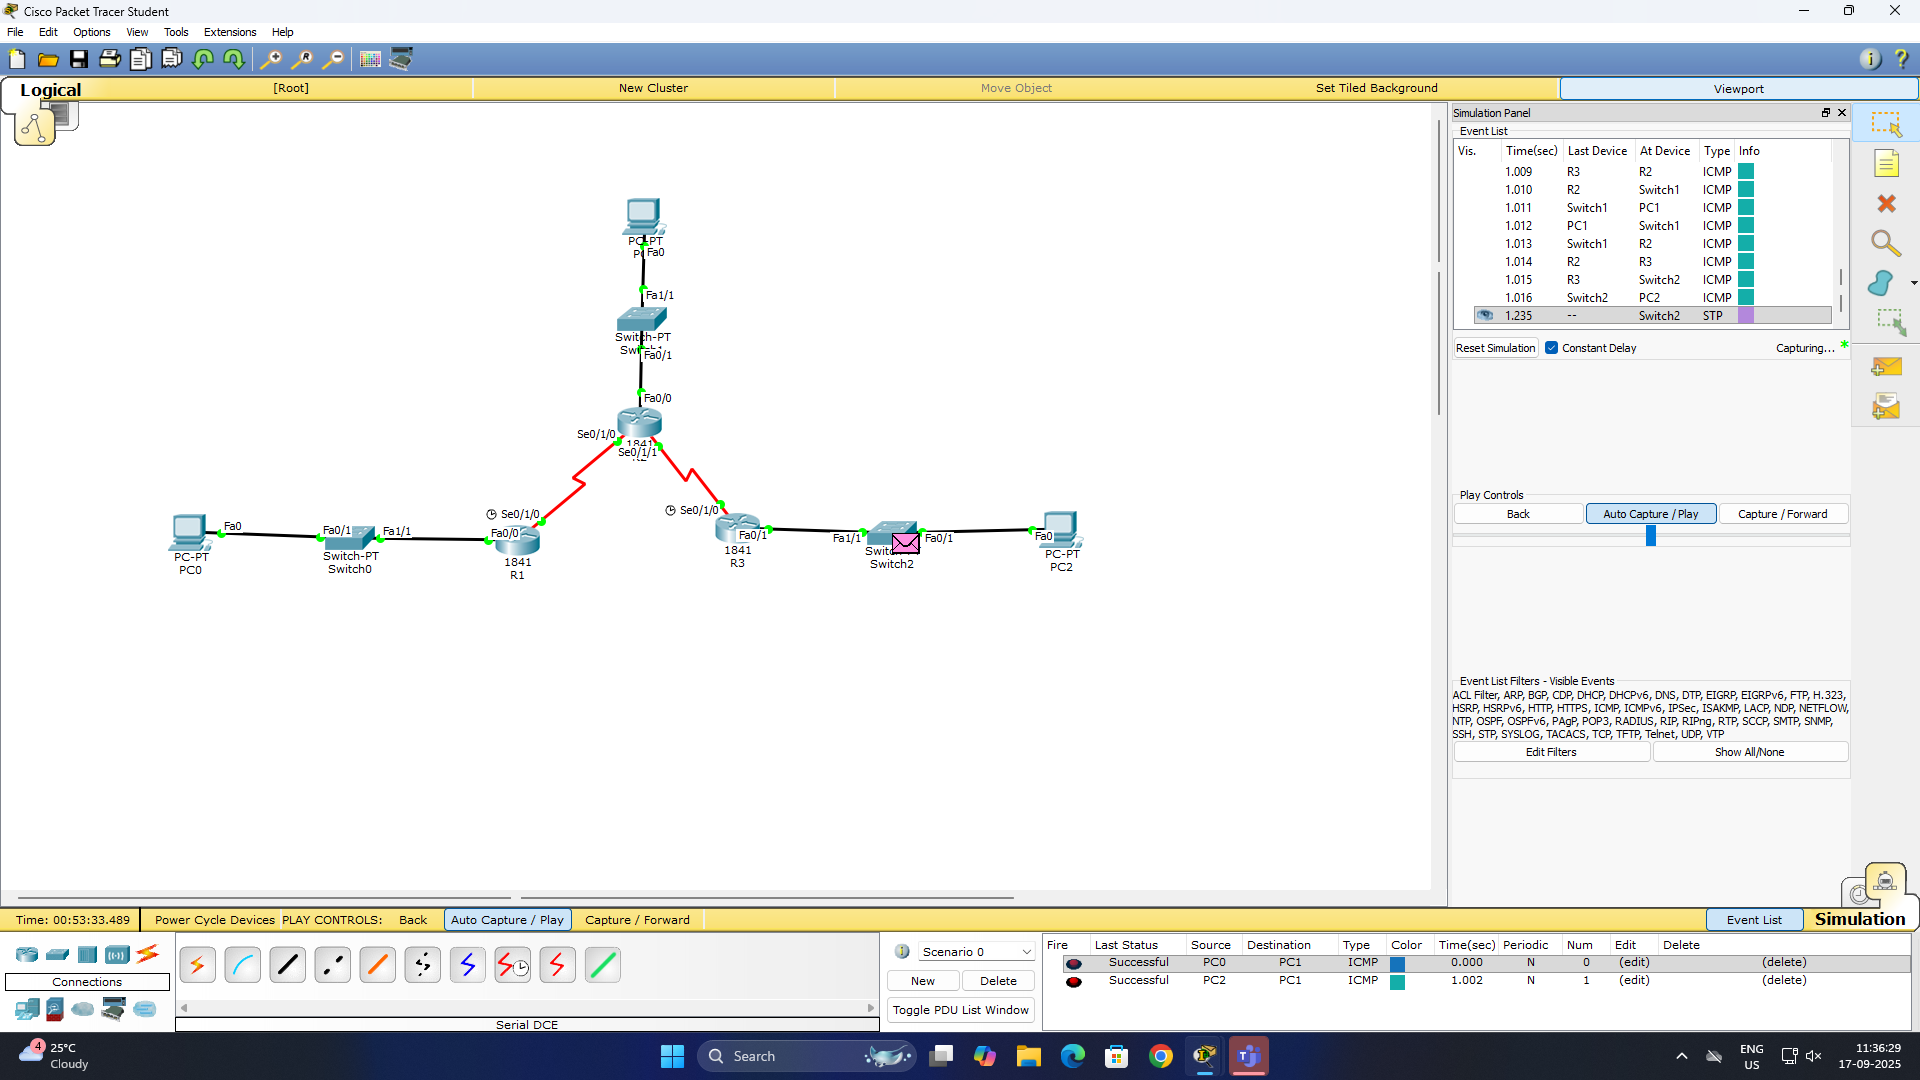 Cisco Packet Tracer Student
File Edit Options View Tools Extensions Help
Logical [Root] New Cluster Move Object Set Tiled Background Viewport
Simulation Panel
Event List
Vis. Time(sec) Last Device At Device Type Info
1.009 R3 R2 ICMP
1.010 R2 Switch1 ICMP
1.011 Switch1 PC1 ICMP
1.012 PC1 Switch1 ICMP
1.013 Switch1 R2 ICMP
1.014 R2 R3 ICMP
1.015 R3 Switch2 ICMP
1.016 Switch2 PC2 ICMP
1.235 -- Switch2 STP
Reset Simulation Constant Delay Capturing... *
Play Controls
Back Auto Capture / Play Capture / Forward
Event List Filters - Visible Events
ACL Filter, ARP, BGP, CDP, DHCP, DHCPv6, DNS, DTP, EIGRP, EIGRPv6, FTP, H.323,
HSRP, HSRPv6, HTTP, HTTPS, ICMP, ICMPv6, IPSec, ISAKMP, LACP, NDP, NETFLOW,
NTP, OSPF, OSPFv6, PAgP, POP3, RADIUS, RIP, RIPng, RTP, SCCP, SMTP, SNMP,
SSH, STP, SYSLOG, TACACS, TCP, TFTP, Telnet, UDP, VTP
Edit Filters Show All/None
PC-PT
Fa0
Fa1/1
Switch-PT
Fa0/1
Fa0/0
Se0/1/0
1841
Se0/1/1
Se0/1/0
Se0/1/0
Fa0
Fa0/1
Fa1/1
Fa0/0
PC-PT
PC0
Switch-PT
Switch0
1841
R1
Fa0/1
1841
R3
Fa1/1
Fa0/1
Switch2
Fa0
PC-PT
PC2
Time: 00:53:33.489 Power Cycle Devices PLAY CONTROLS: Back Auto Capture / Play Capture / Forward Event List Simulation
Connections
Serial DCE
Scenario 0
New Delete
Toggle PDU List Window
Fire Last Status Source Destination Type Color Time(sec) Periodic Num Edit Delete
Successful PC0 PC1 ICMP 0.000 N 0 (edit) (delete)
Successful PC2 PC1 ICMP 1.002 N 1 (edit) (delete)
4
25°C
Cloudy
Search
ENG
US
11:36:29
17-09-2025